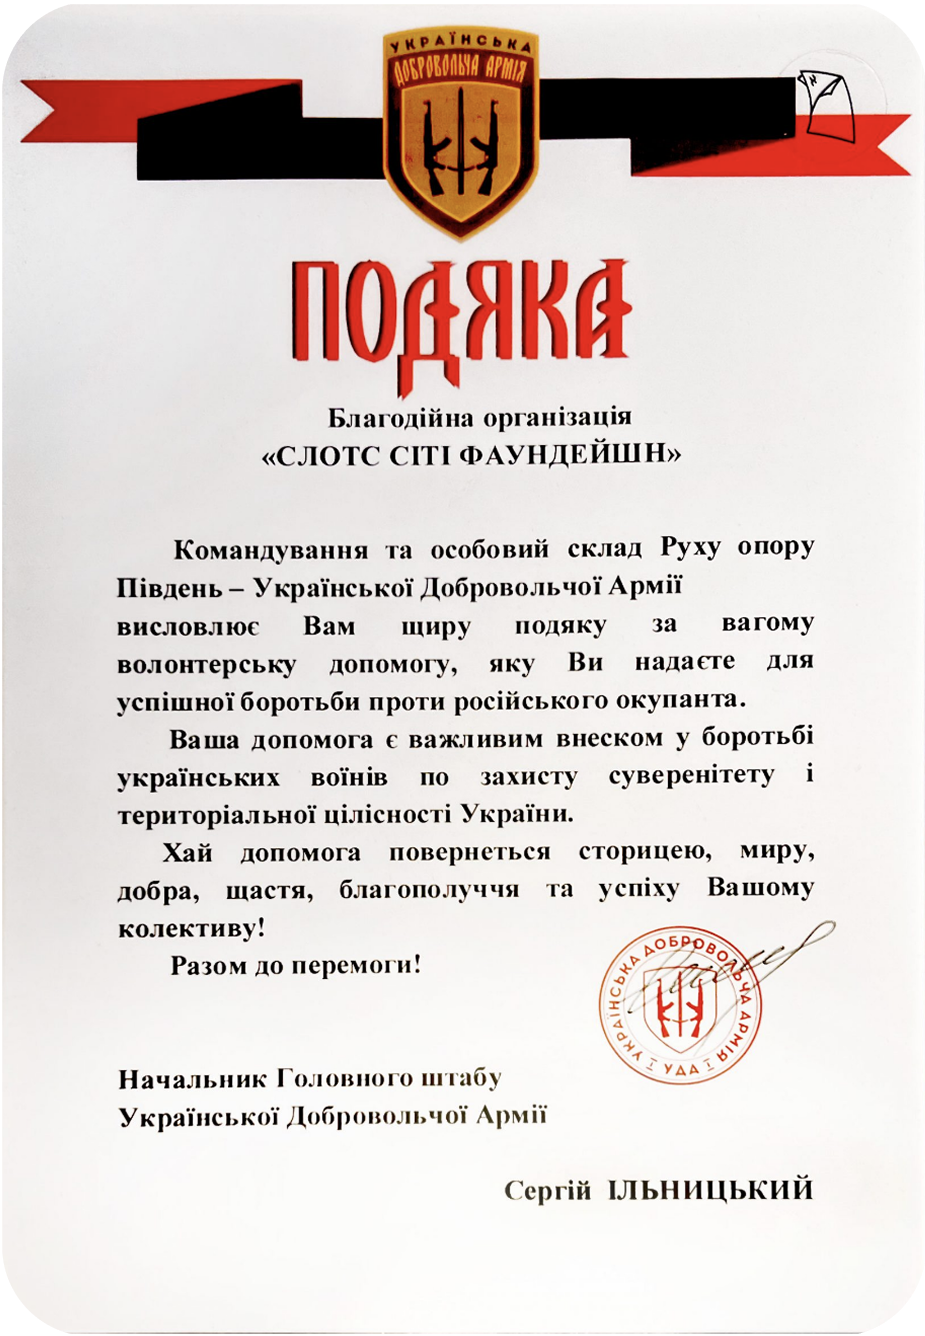 УКРАЇНСЬКА
ДОБРОВОЛЬЧА АРМІЯ
ПОДЯКА
Благодійна організація
«СЛОТС СІТІ ФАУНДЕЙШН»
Командування та особовий склад Руху опору
Південь – Української Добровольчої Армії
висловлює Вам щиру подяку за вагому
волонтерську допомогу, яку Ви надаєте для
успішної боротьби проти російського окупанта.
Ваша допомога є важливим внеском у боротьбі
українських воїнів по захисту суверенітету і
територіальної цілісності України.
Хай допомога повернеться сторицею, миру,
добра, щастя, благополуччя та успіху Вашому
колективу!
Разом до перемоги!
УКРАЇНСЬКА ДОБРОВОЛЬЧА АРМІЯ
УДА
Начальник Головного штабу
Української Добровольчої Армії
Сергій ІЛЬНИЦЬКИЙ